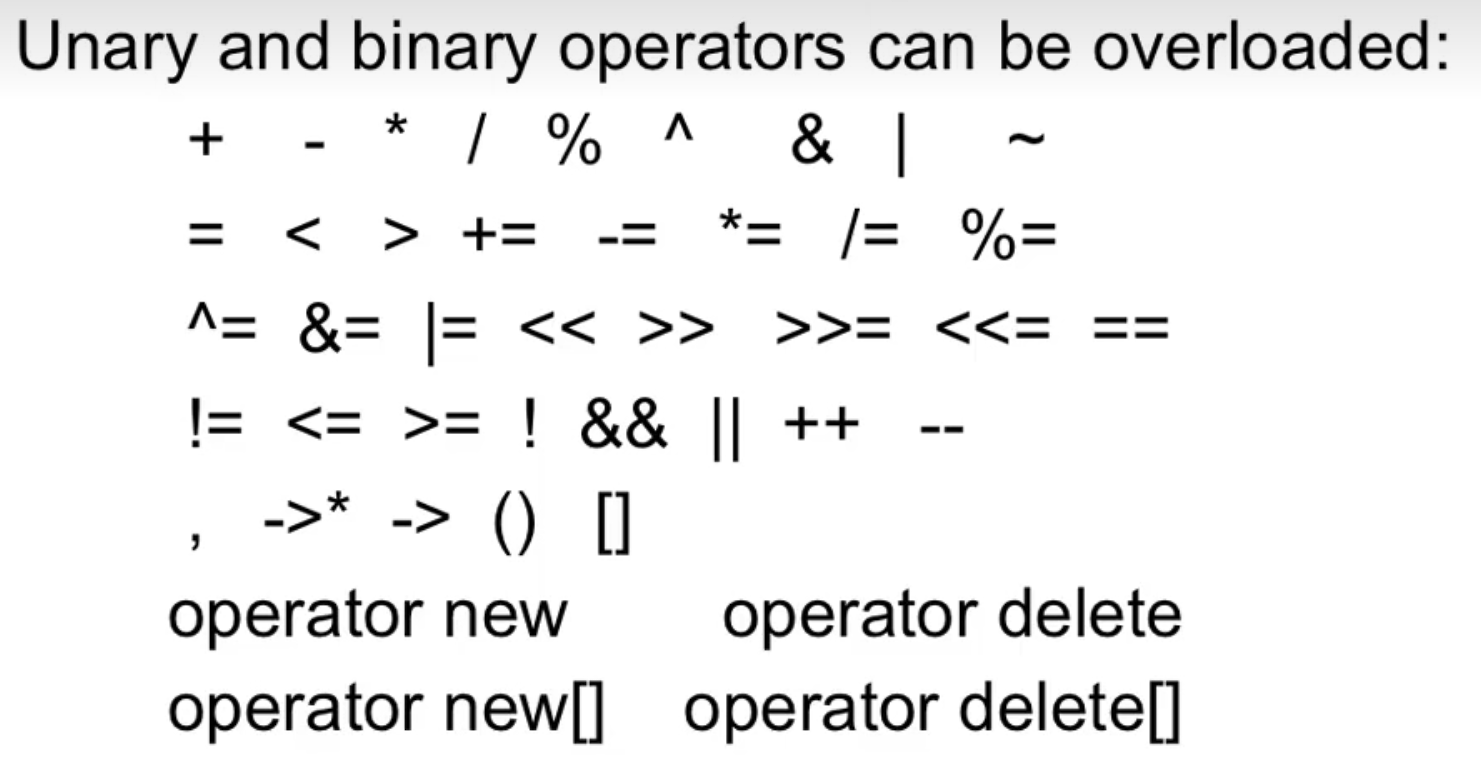 Unary and binary operators can be overloaded:
+ - * / % ^ & | ~
= < > += -= *= /= %=
^= &= |= << >> >>= <<= ==
!= <= >= ! && || ++ --
, ->* -> () []
operator new operator delete
operator new[] operator delete[]